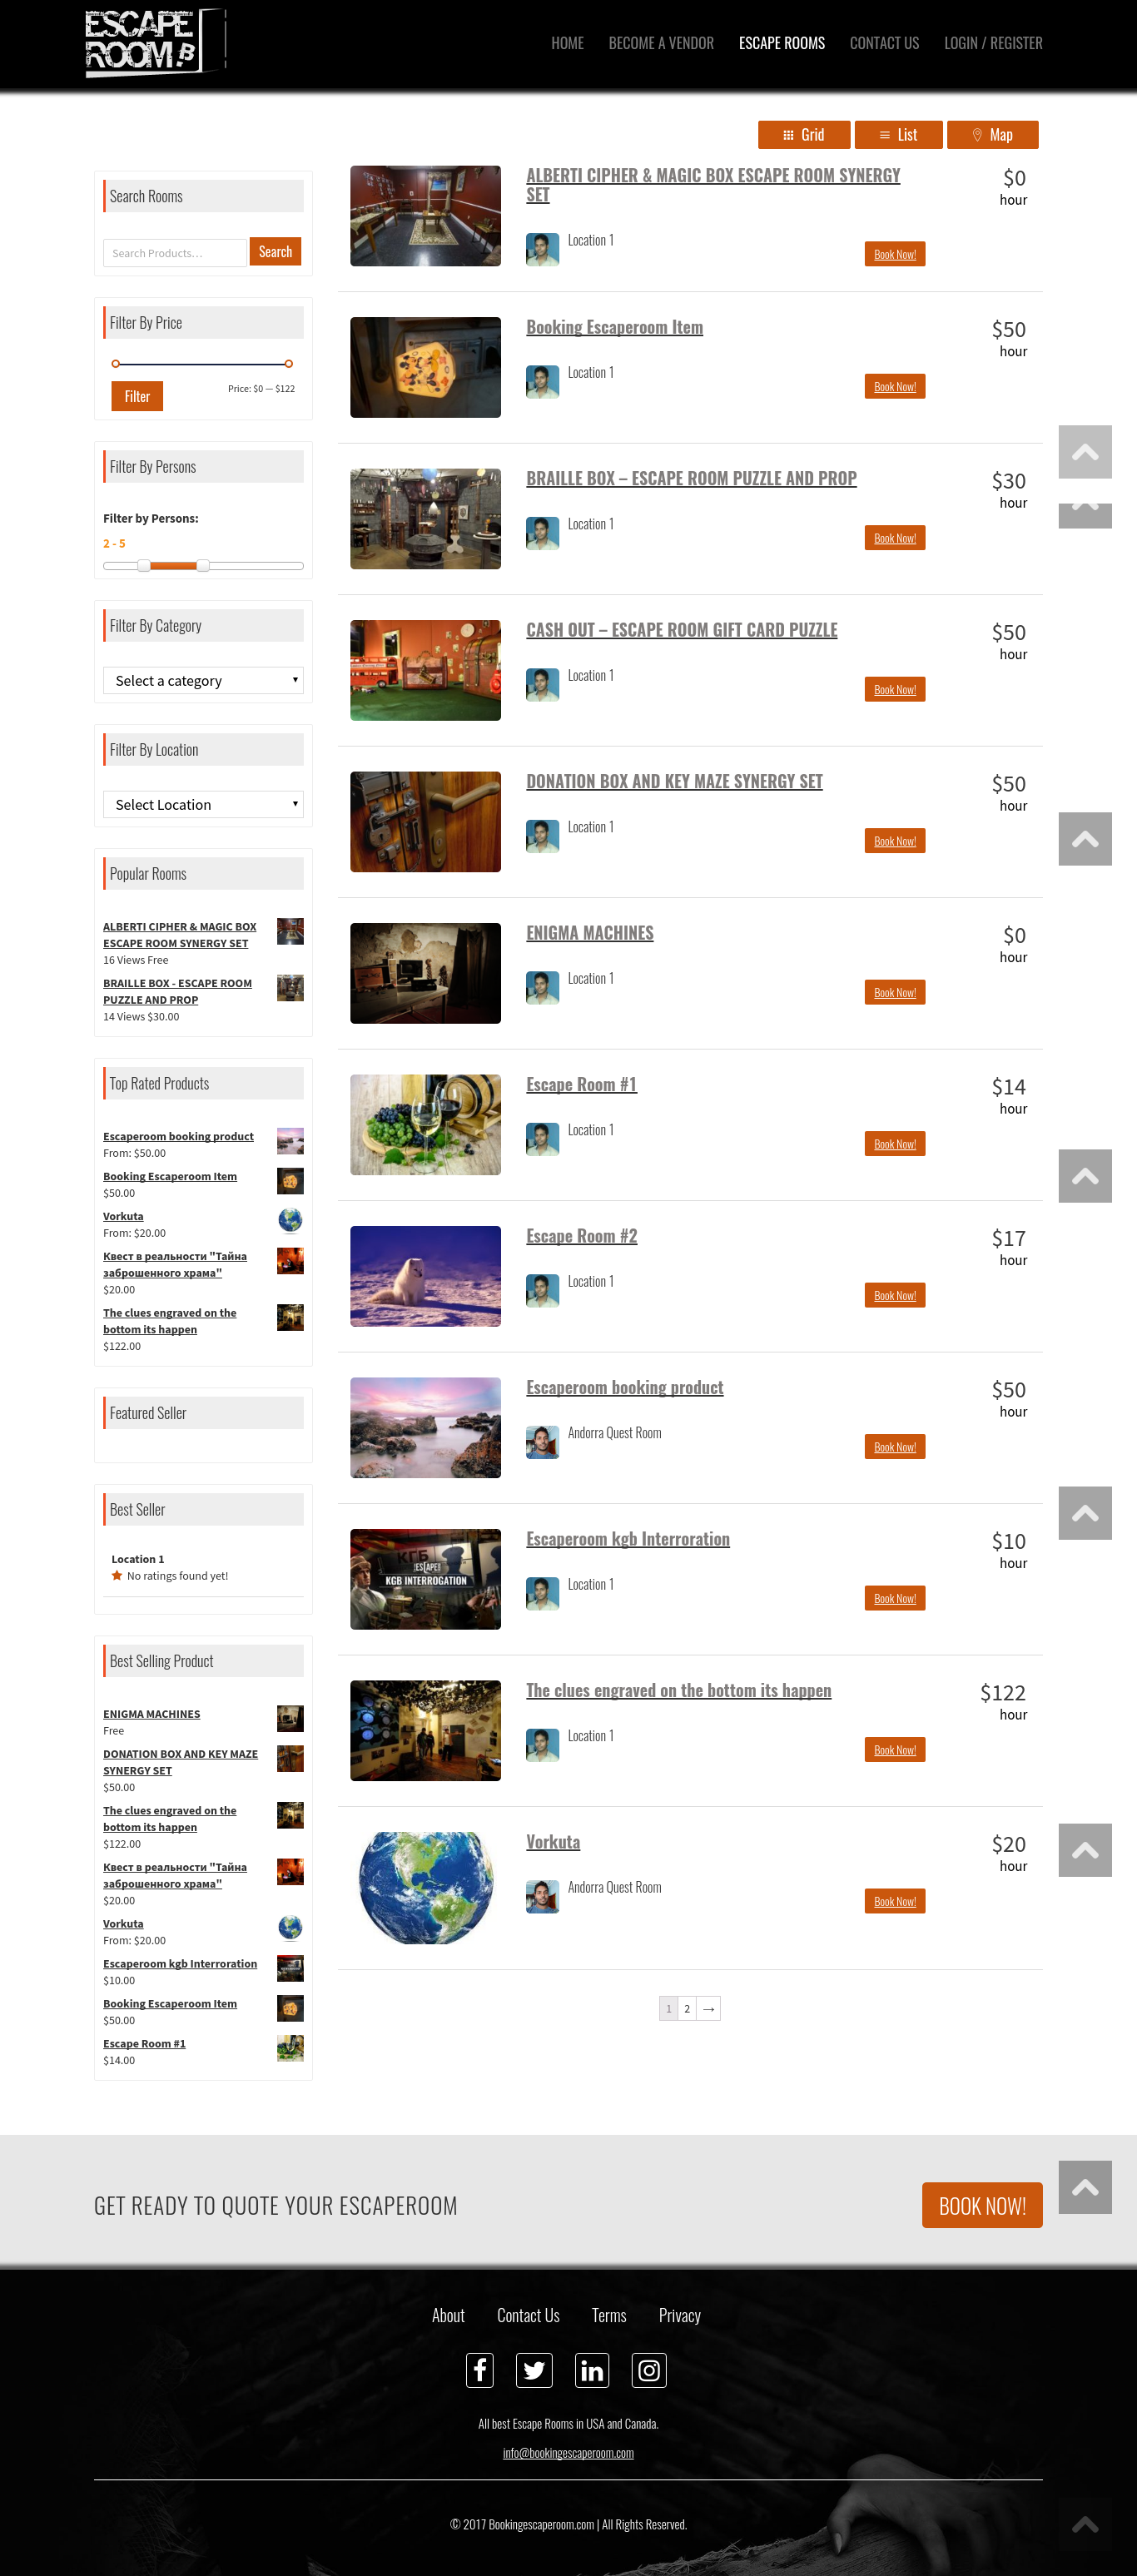 ESCAPE
ROOM.B
HOME BECOME A VENDOR ESCAPE ROOMS CONTACT US LOGIN / REGISTER
Grid List Map
Search Rooms
Search Products…
Search
Filter By Price
Filter
Price: $0 — $122
Filter By Persons
Filter by Persons:
2 - 5
Filter By Category
Select a category
Filter By Location
Select Location
Popular Rooms
ALBERTI CIPHER & MAGIC BOX
ESCAPE ROOM SYNERGY SET
16 Views Free
BRAILLE BOX - ESCAPE ROOM
PUZZLE AND PROP
14 Views $30.00
Top Rated Products
Escaperoom booking product
From: $50.00
Booking Escaperoom Item
$50.00
Vorkuta
From: $20.00
Квест в реальности "Тайна
заброшенного храма"
$20.00
The clues engraved on the
bottom its happen
$122.00
Featured Seller
Best Seller
Location 1
No ratings found yet!
Best Selling Product
ENIGMA MACHINES
Free
DONATION BOX AND KEY MAZE
SYNERGY SET
$50.00
The clues engraved on the
bottom its happen
$122.00
Квест в реальности "Тайна
заброшенного храма"
$20.00
Vorkuta
From: $20.00
Escaperoom kgb Interroration
$10.00
Booking Escaperoom Item
$50.00
Escape Room #1
$14.00
ALBERTI CIPHER & MAGIC BOX ESCAPE ROOM SYNERGY
SET
Location 1
Book Now!
$0
hour
Booking Escaperoom Item
Location 1
Book Now!
$50
hour
BRAILLE BOX – ESCAPE ROOM PUZZLE AND PROP
Location 1
Book Now!
$30
hour
CASH OUT – ESCAPE ROOM GIFT CARD PUZZLE
Location 1
Book Now!
$50
hour
DONATION BOX AND KEY MAZE SYNERGY SET
Location 1
Book Now!
$50
hour
ENIGMA MACHINES
Location 1
Book Now!
$0
hour
Escape Room #1
Location 1
Book Now!
$14
hour
Escape Room #2
Location 1
Book Now!
$17
hour
Escaperoom booking product
Andorra Quest Room
Book Now!
$50
hour
КГБ
ESCAPE
KGB INTERROGATION
Escaperoom kgb Interroration
Location 1
Book Now!
$10
hour
The clues engraved on the bottom its happen
Location 1
Book Now!
$122
hour
Vorkuta
Andorra Quest Room
Book Now!
$20
hour
1 2 →
GET READY TO QUOTE YOUR ESCAPEROOM
BOOK NOW!
About Contact Us Terms Privacy
All best Escape Rooms in USA and Canada.
info@bookingescaperoom.com
© 2017 Bookingescaperoom.com | All Rights Reserved.